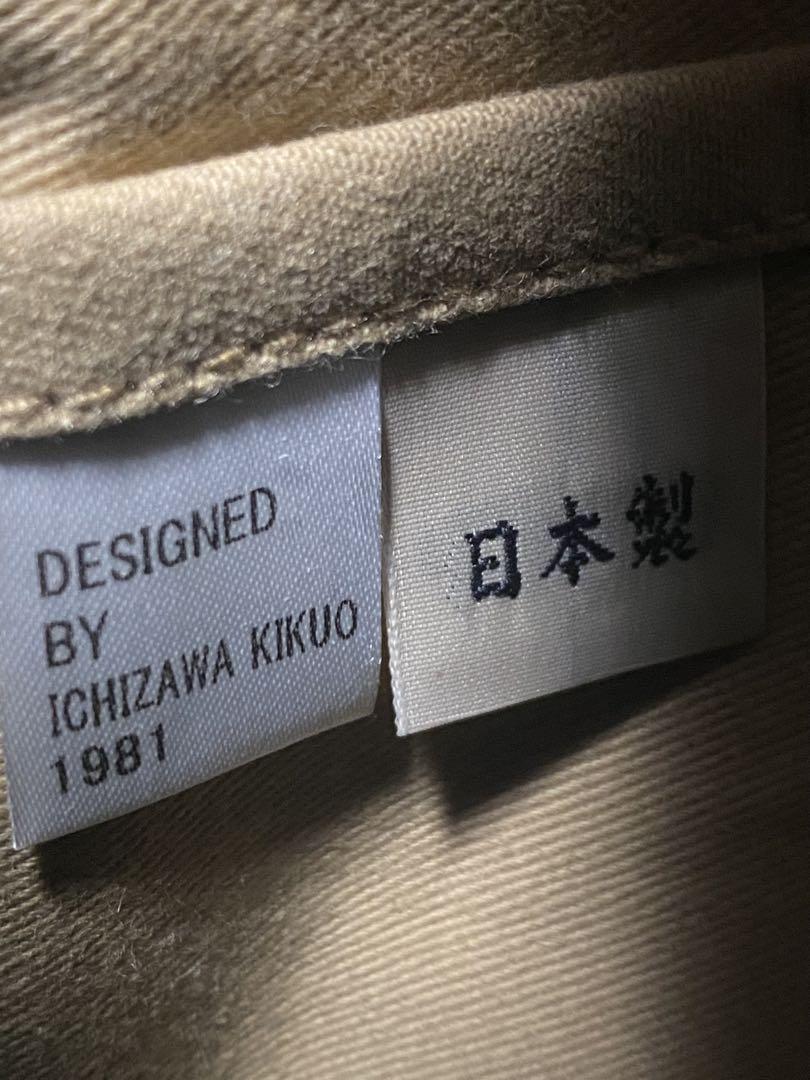 DESIGNED
BY
ICHIZAWA KIKUO
1981
日本製